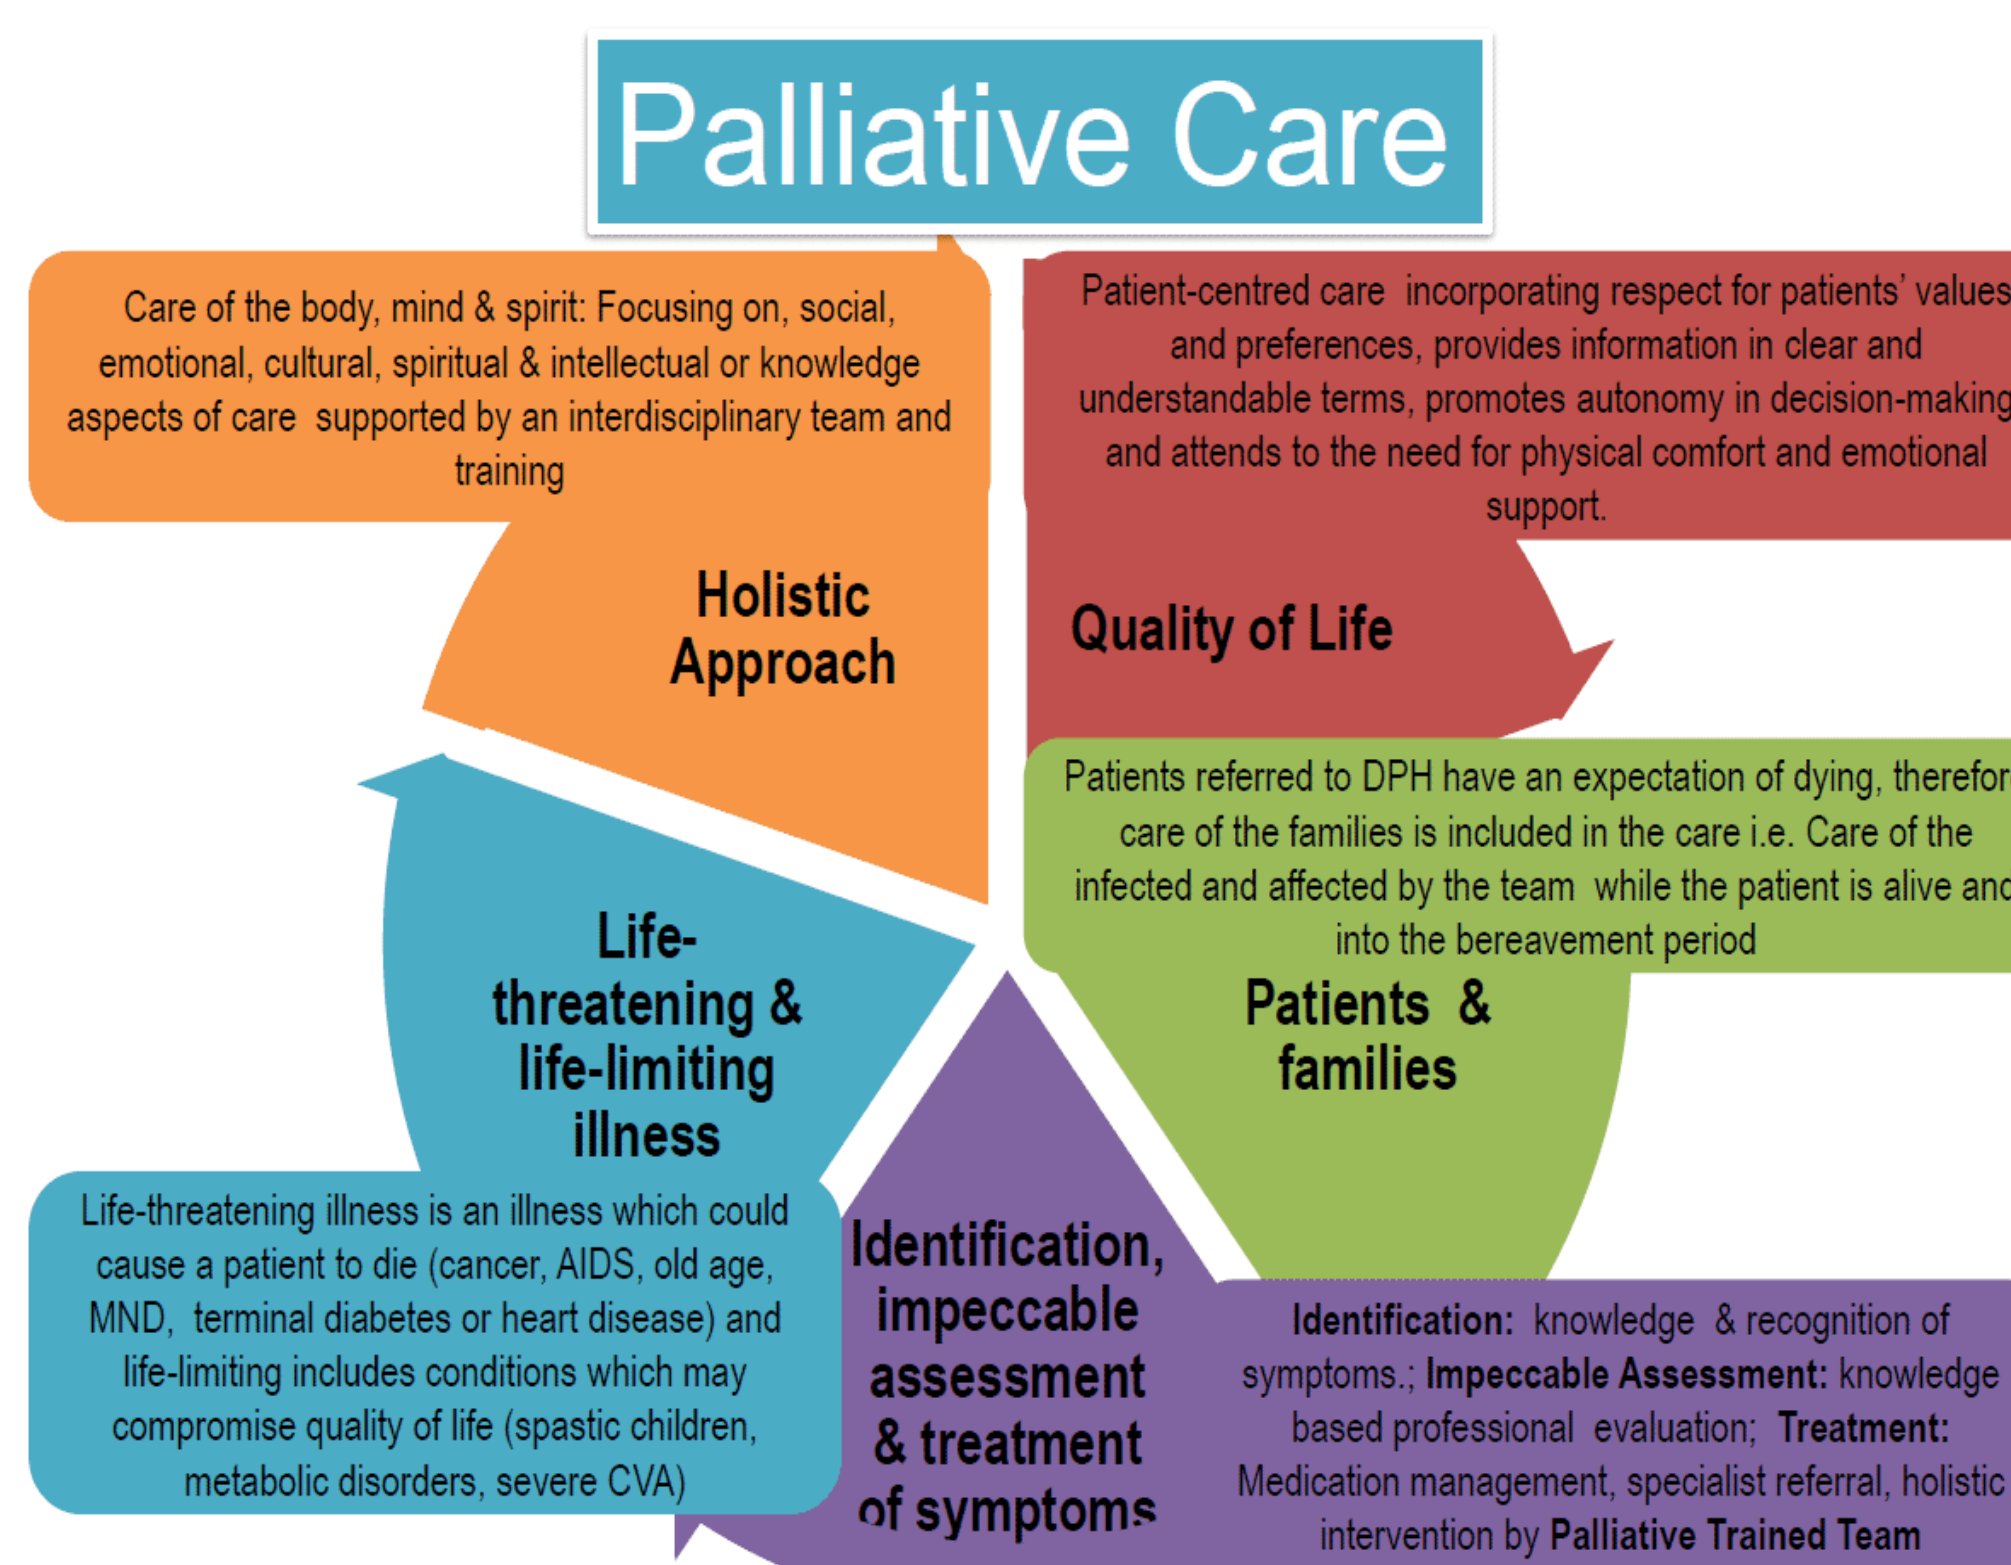 Palliative Care
Care of the body, mind & spirit: Focusing on, social,
emotional, cultural, spiritual & intellectual or knowledge
aspects of care supported by an interdisciplinary team and
training
Holistic
Approach
Patient-centred care incorporating respect for patients’ values
and preferences, provides information in clear and
understandable terms, promotes autonomy in decision-making
and attends to the need for physical comfort and emotional
support.
Quality of Life
Patients referred to DPH have an expectation of dying, therefor
care of the families is included in the care i.e. Care of the
infected and affected by the team while the patient is alive and
into the bereavement period
Patients &
families
Life-
threatening &
life-limiting
illness
Life-threatening illness is an illness which could
cause a patient to die (cancer, AIDS, old age,
MND, terminal diabetes or heart disease) and
life-limiting includes conditions which may
compromise quality of life (spastic children,
metabolic disorders, severe CVA)
Identification,
impeccable
assessment
& treatment
of symptoms
Identification: knowledge & recognition of
symptoms.; Impeccable Assessment: knowledge
based professional evaluation; Treatment:
Medication management, specialist referral, holistic
intervention by Palliative Trained Team